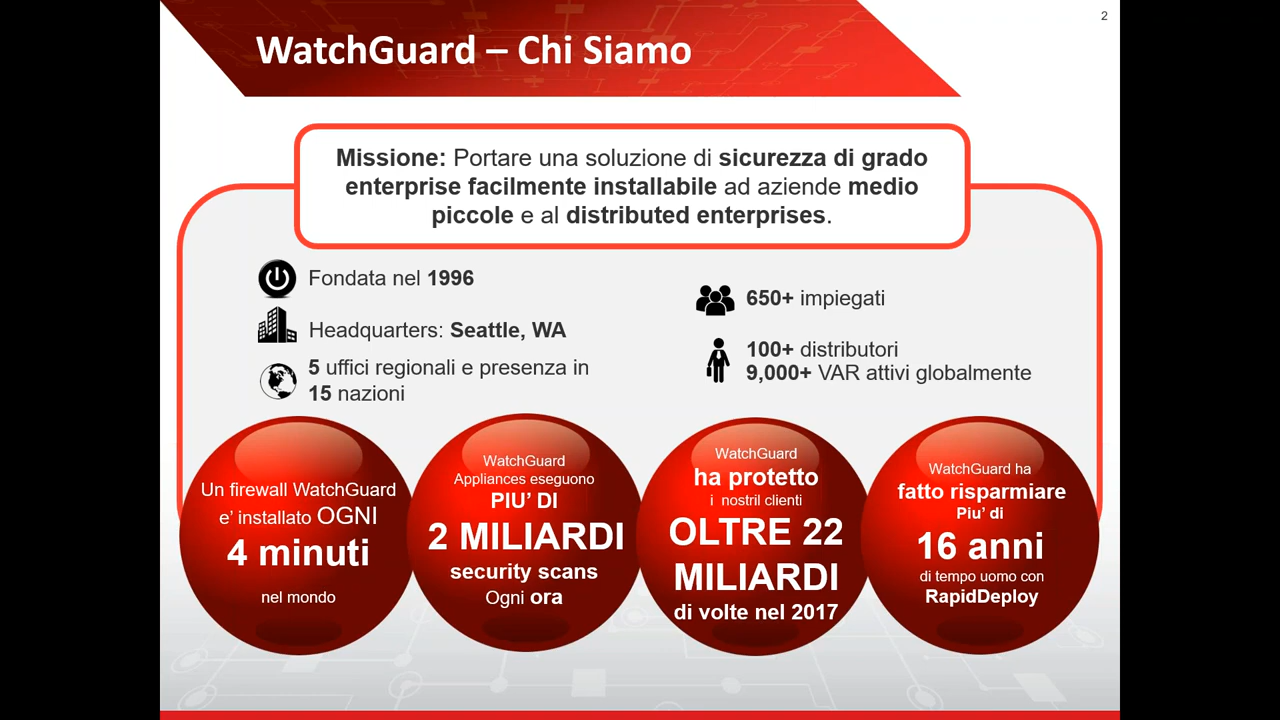 2
WatchGuard – Chi Siamo
Missione: Portare una soluzione di sicurezza di grado
enterprise facilmente installabile ad aziende medio
piccole e al distributed enterprises.
Fondata nel 1996
Headquarters: Seattle, WA
5 uffici regionali e presenza in
15 nazioni
650+ impiegati
100+ distributori
9,000+ VAR attivi globalmente
Un firewall WatchGuard
e' installato OGNI
4 minuti
nel mondo
WatchGuard
Appliances eseguono
PIU' DI
2 MILIARDI
security scans
Ogni ora
WatchGuard
ha protetto
i nostril clienti
OLTRE 22
MILIARDI
di volte nel 2017
WatchGuard ha
fatto risparmiare
Piu' di
16 anni
di tempo uomo con
RapidDeploy